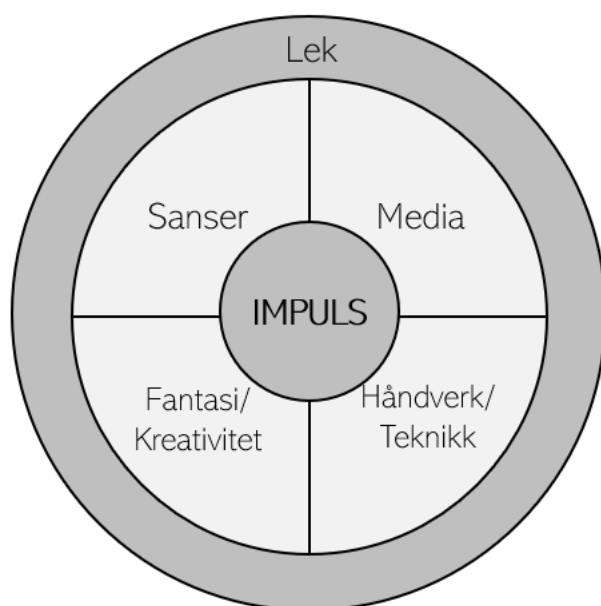 Lek
Sanser
Media
IMPULS
Fantasi/
Kreativitet
Håndverk/
Teknikk